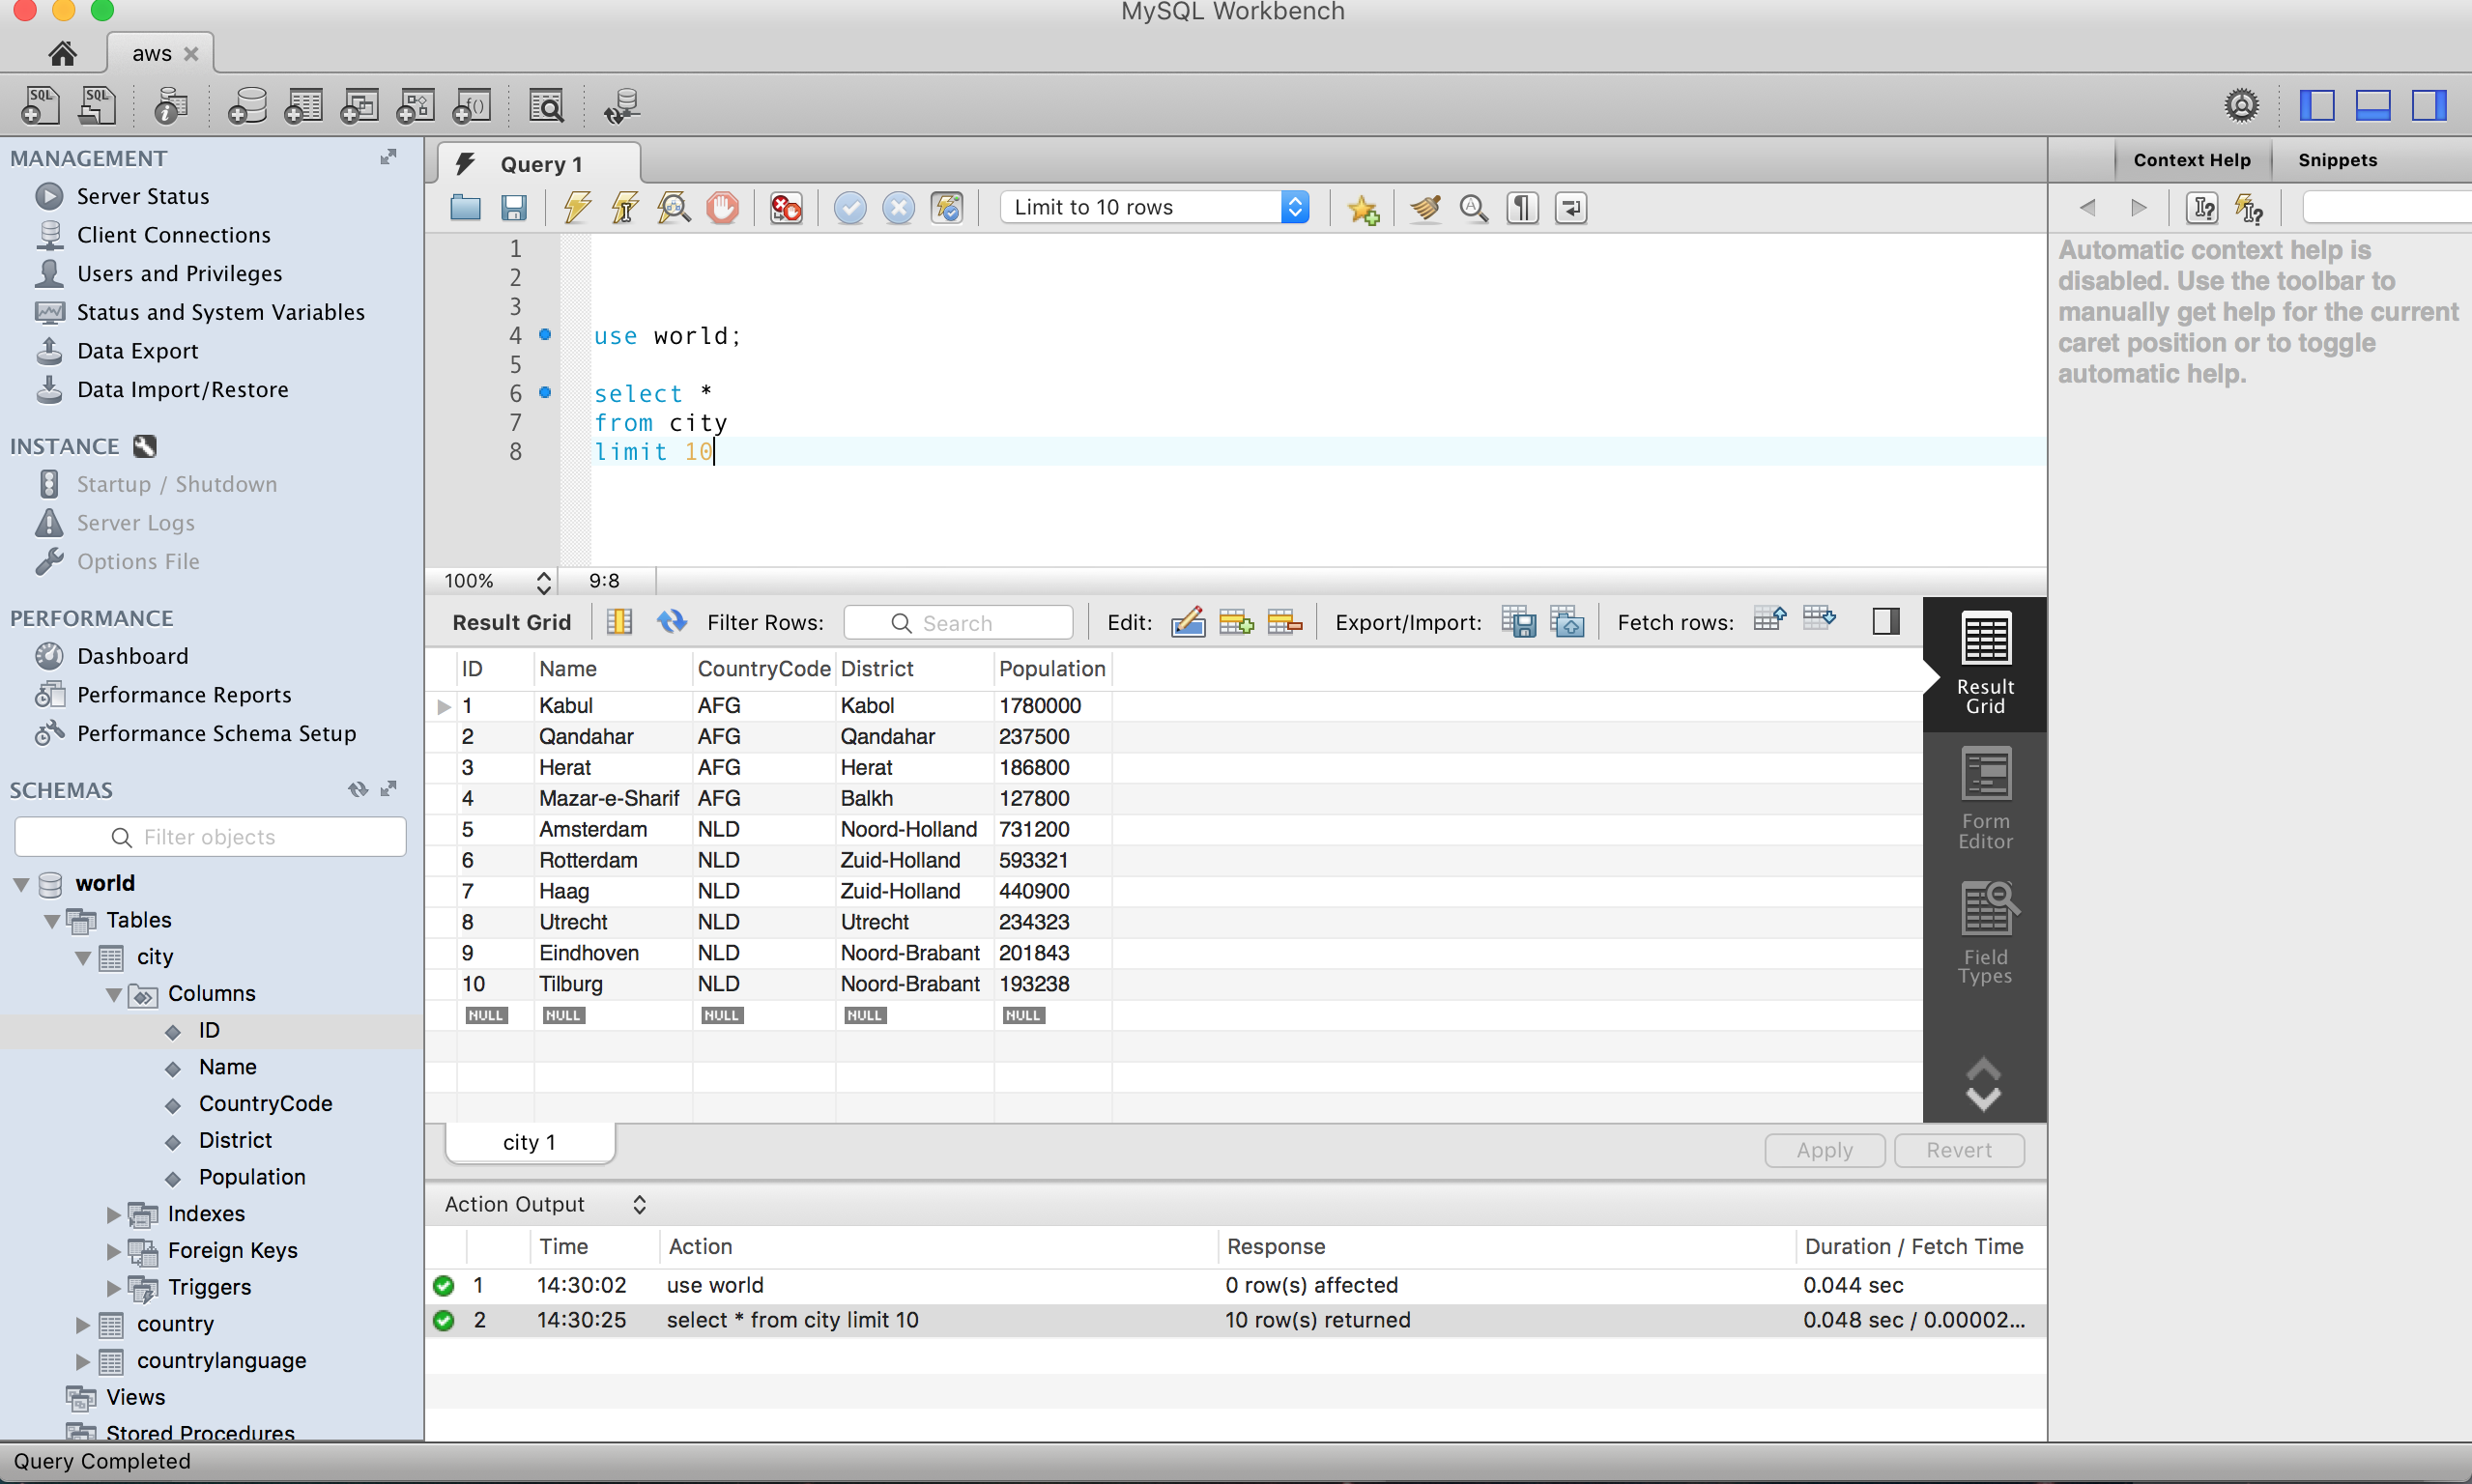 MySQL Workbench
aws
MANAGEMENT
Server Status
Client Connections
Users and Privileges
Status and System Variables
Data Export
Data Import/Restore
INSTANCE
Startup / Shutdown
Server Logs
Options File
PERFORMANCE
Dashboard
Performance Reports
Performance Schema Setup
SCHEMAS
Filter objects
world
Tables
city
Columns
ID
Name
CountryCode
District
Population
Indexes
Foreign Keys
Triggers
country
countrylanguage
Views
Stored Procedures
Query 1
Limit to 10 rows
1
2
3
4 use world;
5
6 select *
7 from city
8 limit 10
100% 9:8
Result Grid Filter Rows: Search Edit: Export/Import: Fetch rows:
ID Name CountryCode District Population
1 Kabul AFG Kabol 1780000
2 Qandahar AFG Qandahar 237500
3 Herat AFG Herat 186800
4 Mazar-e-Sharif AFG Balkh 127800
5 Amsterdam NLD Noord-Holland 731200
6 Rotterdam NLD Zuid-Holland 593321
7 Haag NLD Zuid-Holland 440900
8 Utrecht NLD Utrecht 234323
9 Eindhoven NLD Noord-Brabant 201843
10 Tilburg NLD Noord-Brabant 193238
NULL NULL NULL NULL NULL
Result
Grid
Form
Editor
Field
Types
city 1
Apply Revert
Action Output
Time Action Response Duration / Fetch Time
1 14:30:02 use world 0 row(s) affected 0.044 sec
2 14:30:25 select * from city limit 10 10 row(s) returned 0.048 sec / 0.00002...
Context Help Snippets
Automatic context help is
disabled. Use the toolbar to
manually get help for the current
caret position or to toggle
automatic help.
Query Completed